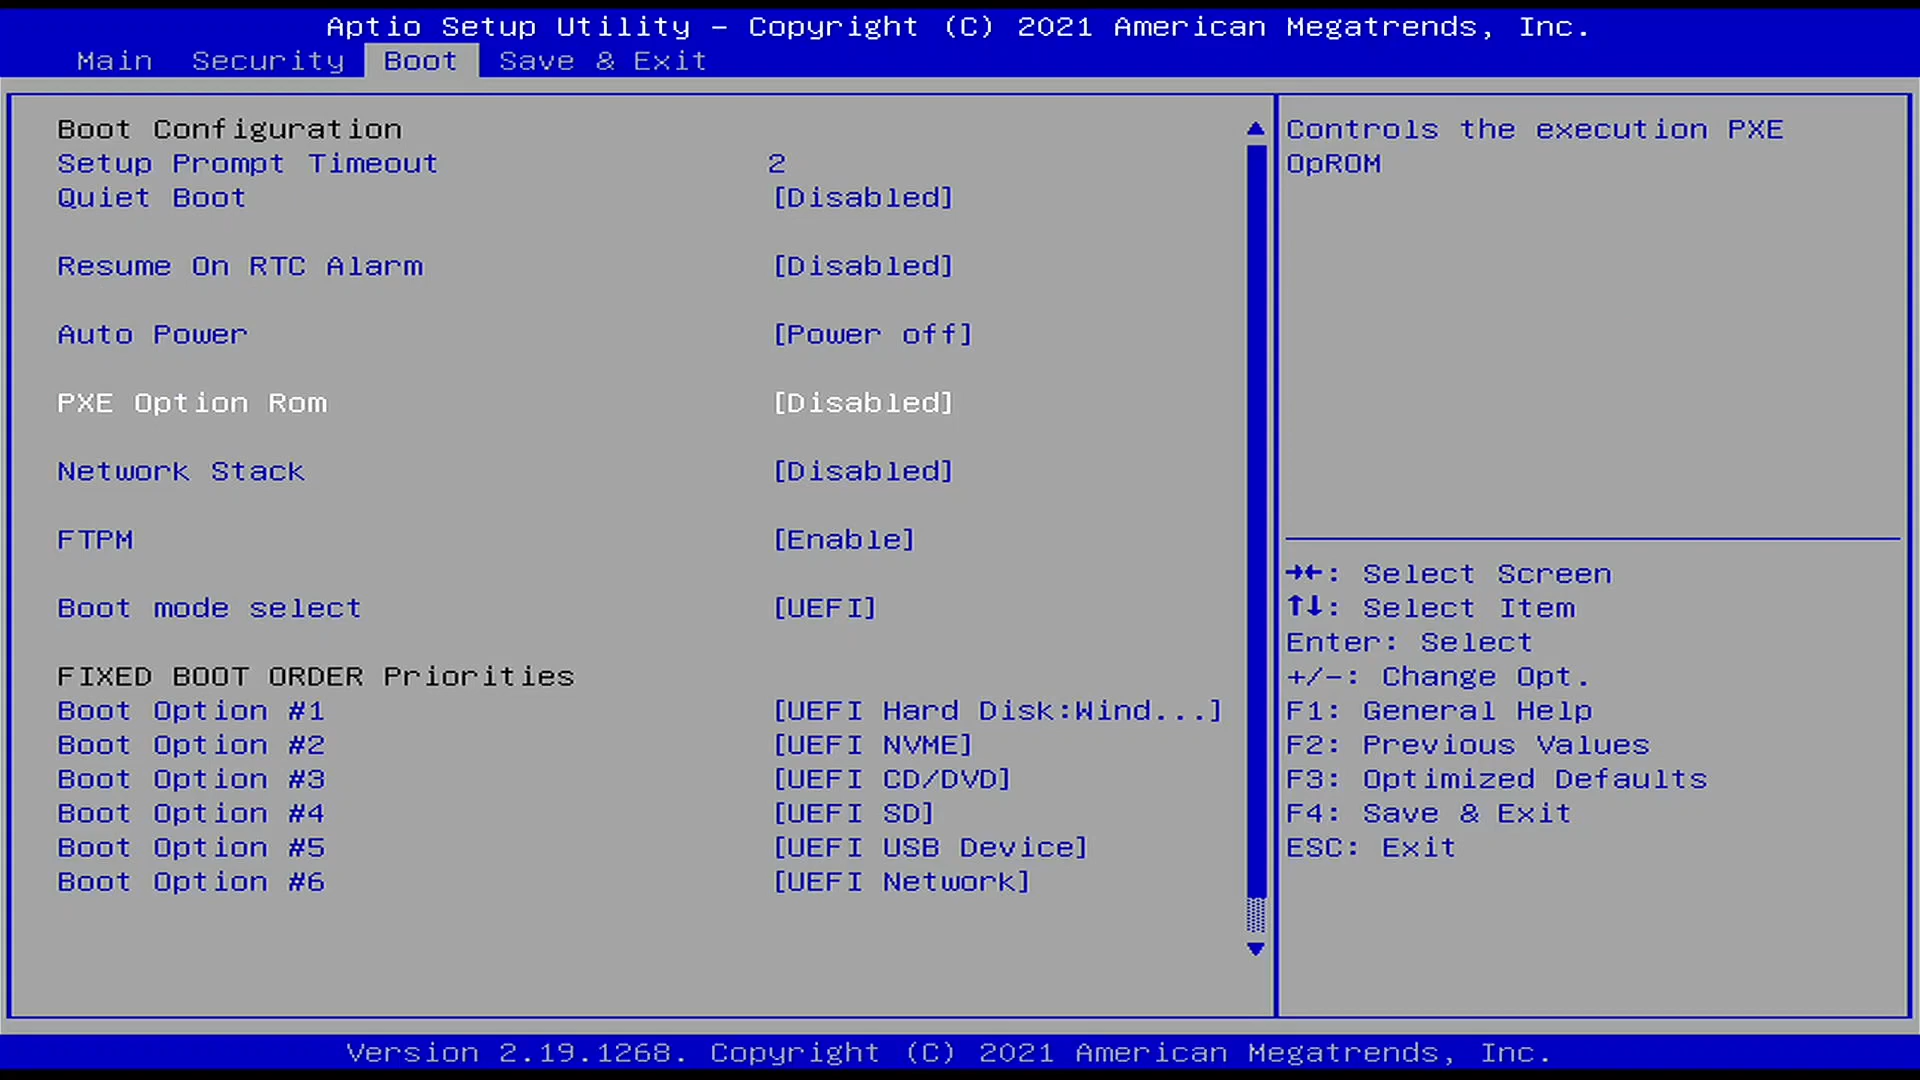 Aptio Setup Utility – Copyright (C) 2021 American Megatrends, Inc.
Main Security Boot Save & Exit
Boot Configuration
Setup Prompt Timeout 2
Quiet Boot [Disabled]
Resume On RTC Alarm [Disabled]
Auto Power [Power off]
PXE Option Rom [Disabled]
Network Stack [Disabled]
FTPM [Enable]
Boot mode select [UEFI]
FIXED BOOT ORDER Priorities
Boot Option #1 [UEFI Hard Disk:Wind...]
Boot Option #2 [UEFI NVME]
Boot Option #3 [UEFI CD/DVD]
Boot Option #4 [UEFI SD]
Boot Option #5 [UEFI USB Device]
Boot Option #6 [UEFI Network]
Controls the execution PXE
OpROM
→←: Select Screen
↑↓: Select Item
Enter: Select
+/-: Change Opt.
F1: General Help
F2: Previous Values
F3: Optimized Defaults
F4: Save & Exit
ESC: Exit
Version 2.19.1268. Copyright (C) 2021 American Megatrends, Inc.